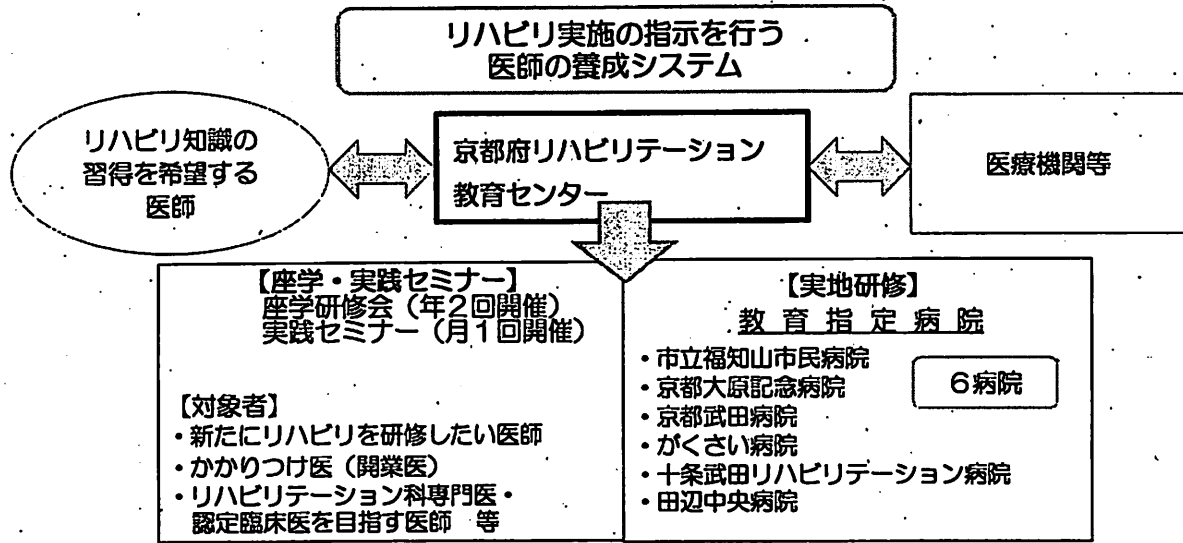 リハビリ実施の指示を行う
医師の養成システム
リハビリ知識の
習得を希望する
医師
京都府リハビリテーション
教育センター
医療機関等
【座学・実践セミナー】
座学研修会（年２回開催）
実践セミナー（月１回開催）
【対象者】
・新たにリハビリを研修したい医師
・かかりつけ医（開業医）
・リハビリテーション科専門医・
認定臨床医を目指す医師　等
【実地研修】
教育指定病院
・市立福知山市民病院
・京都大原記念病院
・京都武田病院
・がくさい病院
・十条武田リハビリテーション病院
・田辺中央病院
６病院